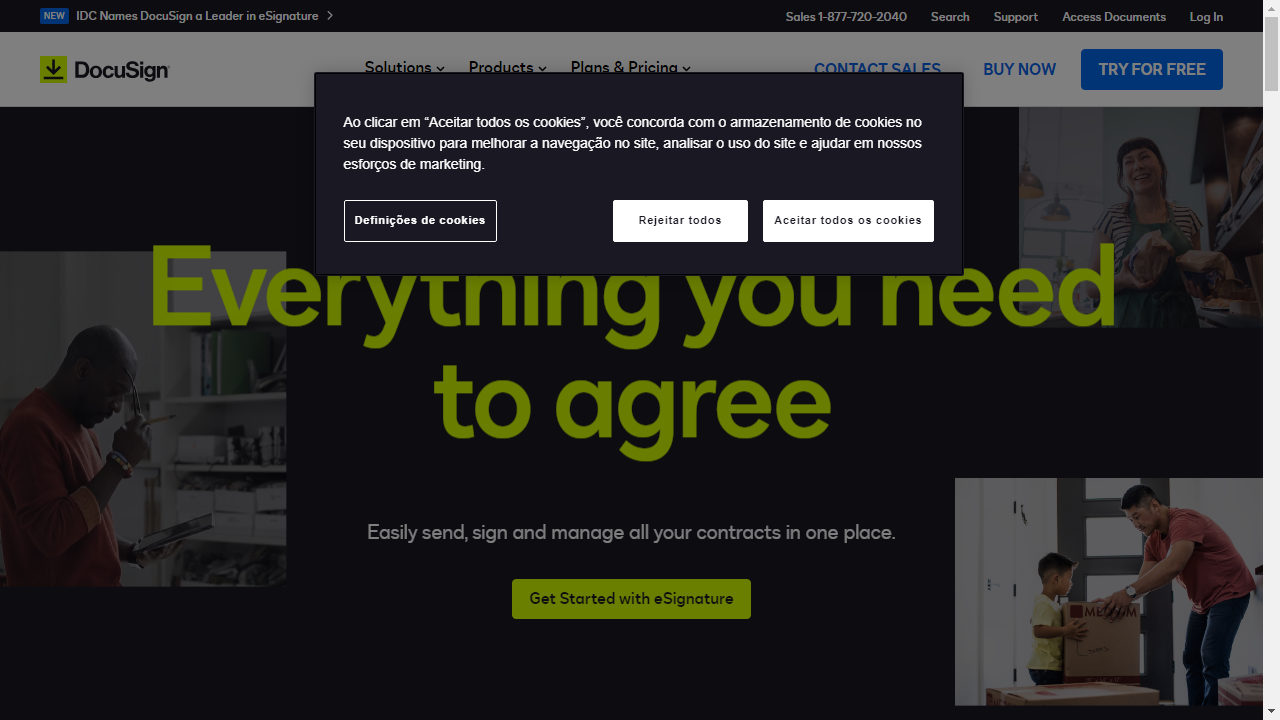 NEW IDC Names DocuSign a Leader in eSignature
Sales 1-877-720-2040 Search Support Access Documents Log In
DocuSign
Solutions Products Plans & Pricing CONTACT SALES BUY NOW TRY FOR FREE
Ao clicar em “Aceitar todos os cookies”, você concorda com o armazenamento de cookies no
seu dispositivo para melhorar a navegação no site, analisar o uso do site e ajudar em nossos
esforços de marketing.
Definições de cookies Rejeitar todos Aceitar todos os cookies
Everything you need
to agree
Easily send, sign and manage all your contracts in one place.
Get Started with eSignature